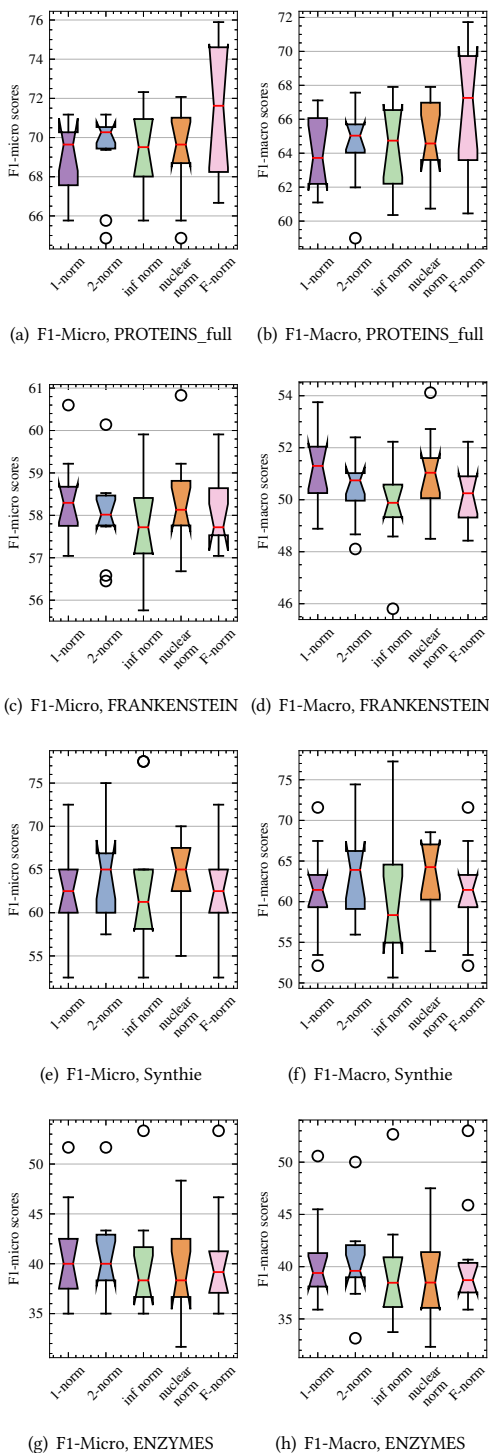 76
74
72
70
68
66
F1-micro scores
1-norm
2-norm
inf norm
nuclear
norm
F-norm
72
70
68
66
64
62
60
F1-macro scores
1-norm
2-norm
inf norm
nuclear
norm
F-norm
(a) F1-Micro, PROTEINS_full
(b) F1-Macro, PROTEINS_full
61
60
58
57
56
F1-micro scores
1-norm
2-norm
inf norm
nuclear
norm
F-norm
54
52
50
48
46
F1-macro scores
1-norm
2-norm
inf norm
nuclear
norm
F-norm
(c) F1-Micro, FRANKENSTEIN
(d) F1-Macro, FRANKENSTEIN
75
70
65
60
55
F1-micro scores
1-norm
2-norm
inf norm
nuclear
norm
F-norm
75
70
65
60
55
50
F1-macro scores
1-norm
2-norm
inf norm
nuclear
norm
F-norm
(e) F1-Micro, Synthie
(f) F1-Macro, Synthie
50
45
40
35
F1-micro scores
1-norm
2-norm
inf norm
nuclear
norm
F-norm
50
45
40
35
F1-macro scores
1-norm
2-norm
inf norm
nuclear
norm
F-norm
(g) F1-Micro, ENZYMES
(h) F1-Macro, ENZYMES